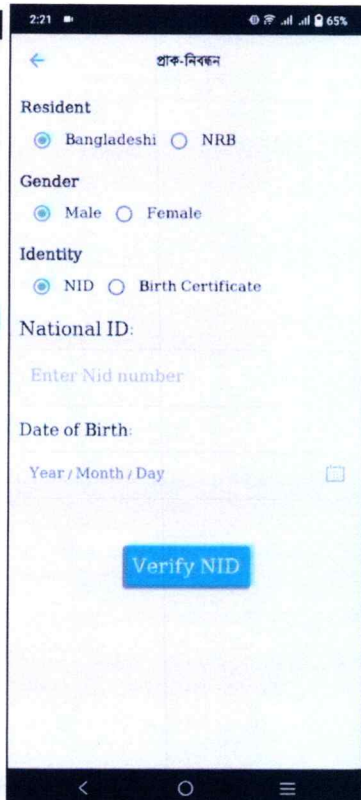 2:21 65%
প্রাক-নিবন্ধন
Resident
Bangladeshi NRB
Gender
Male Female
Identity
NID Birth Certificate
National ID:
Enter Nid number
Date of Birth:
Year / Month / Day
Verify NID